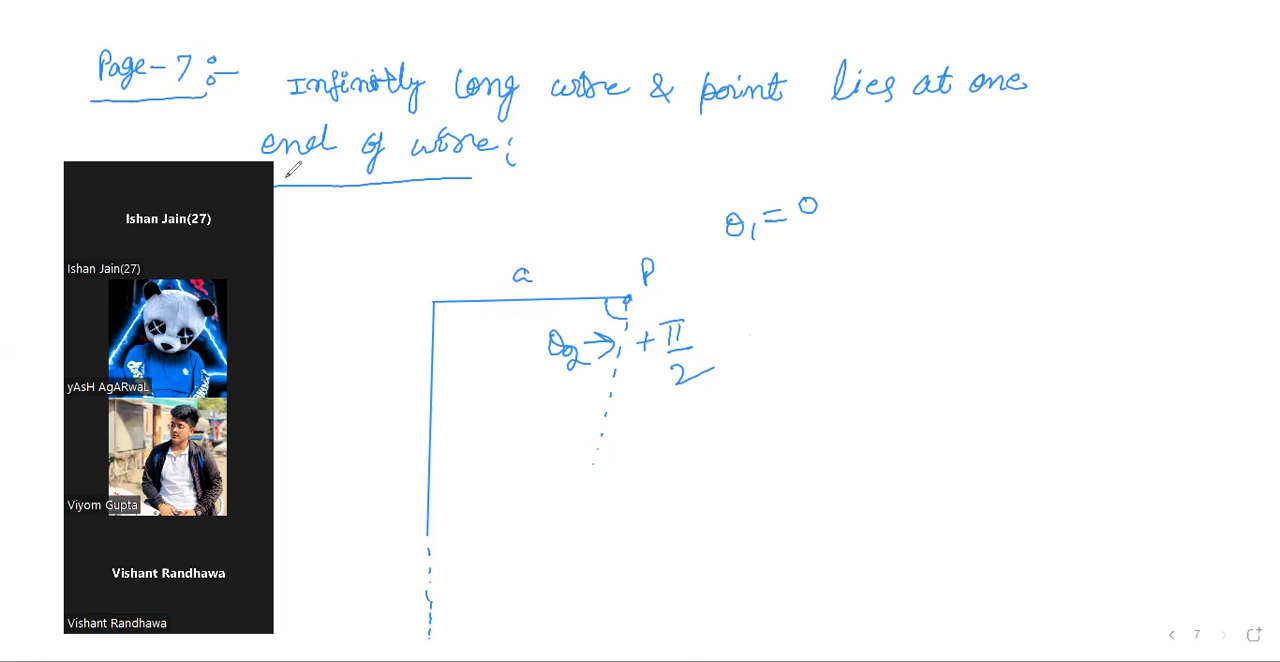 Page-7:- Infinitly long wire & point lies at one
end of wire:
Ishan Jain(27)
Ishan Jain(27)
yAsH AgARwaL
Viyom Gupta
Vishant Randhawa
Vishant Randhawa
θ₁ = 0
a P
θ₂ → + π/2
7